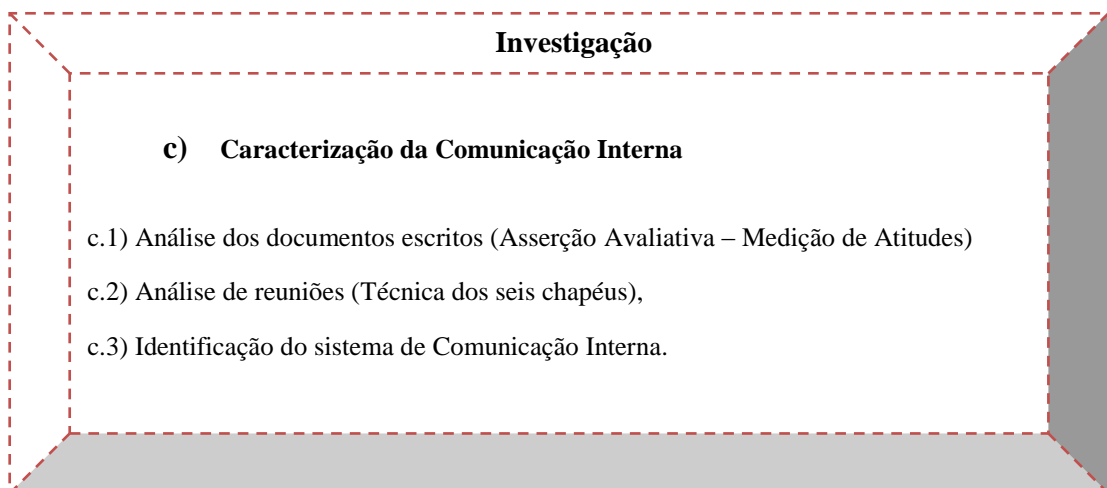 Investigação
c) Caracterização da Comunicação Interna
c.1) Análise dos documentos escritos (Asserção Avaliativa – Medição de Atitudes)
c.2) Análise de reuniões (Técnica dos seis chapéus),
c.3) Identificação do sistema de Comunicação Interna.